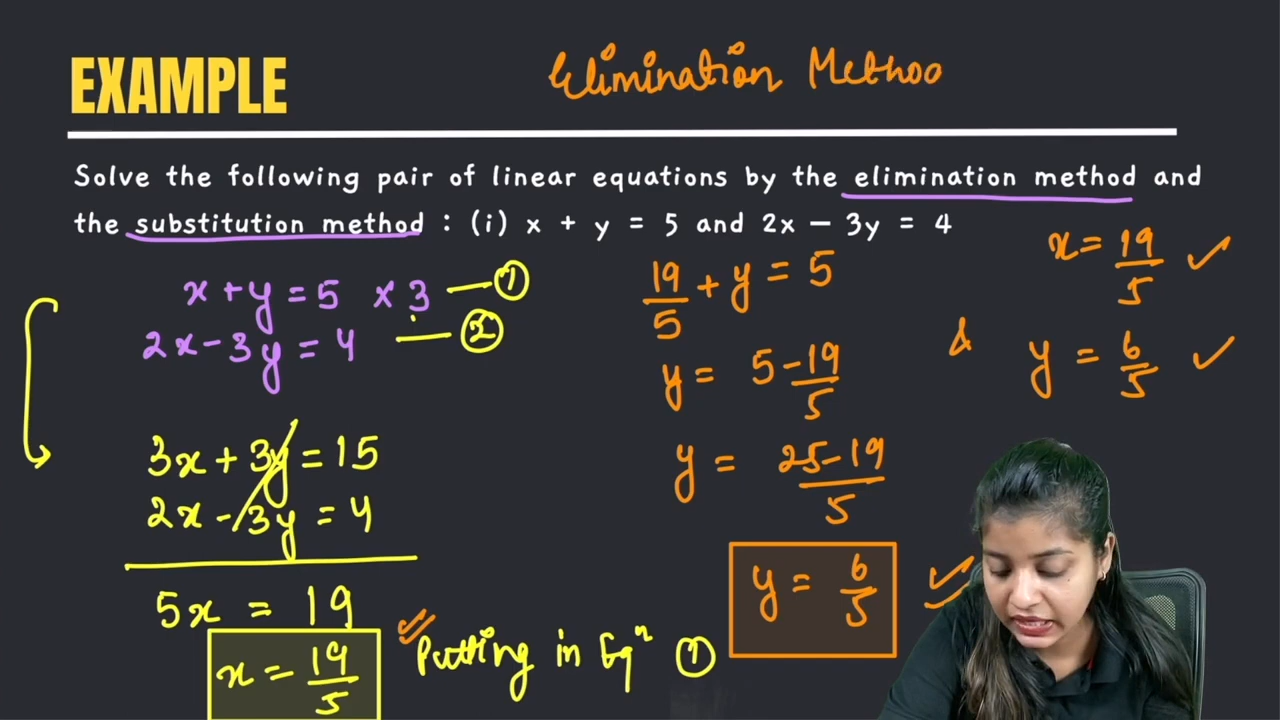 EXAMPLE
Elimination Method
Solve the following pair of linear equations by the elimination method and
the substitution method : (i) x + y = 5 and 2x – 3y = 4
x + y = 5 × 3 — ①
2x - 3y = 4 — ②
3x + 3y = 15
2x - 3y = 4
5x = 19
x = 19/5
Putting in Eqⁿ ①
19/5 + y = 5
y = 5 - 19/5
y = 25-19/5
y = 6/5
x = 19/5
& y = 6/5